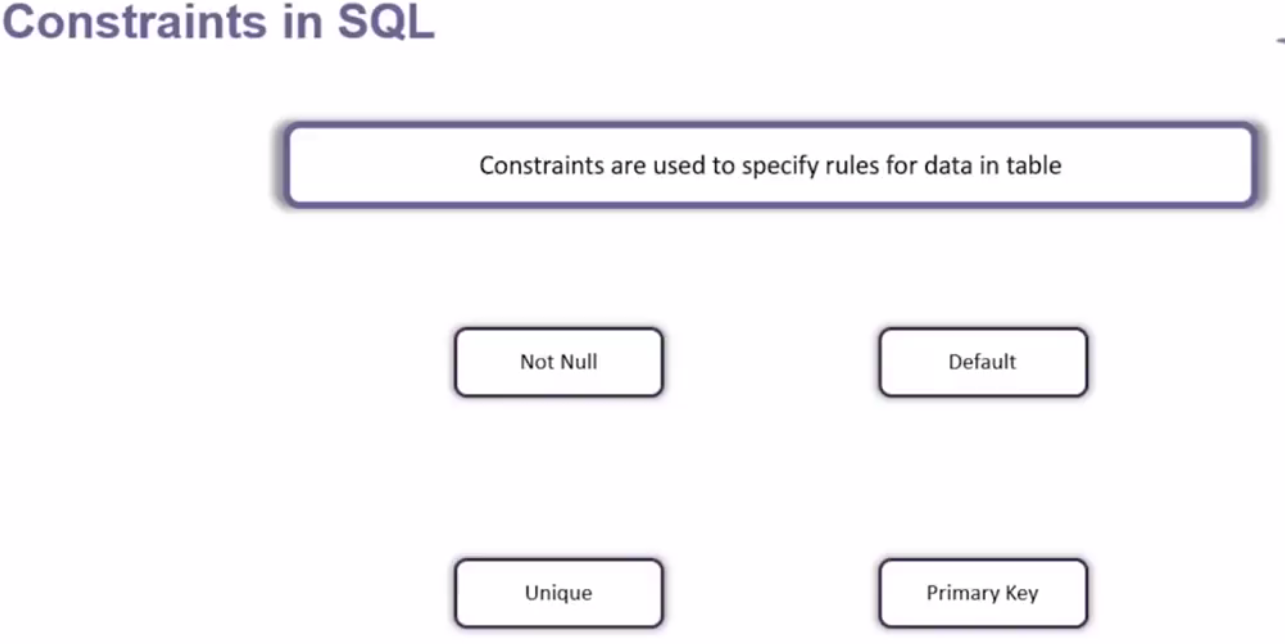 Constraints in SQL
Constraints are used to specify rules for data in table
Not Null
Default
Unique
Primary Key